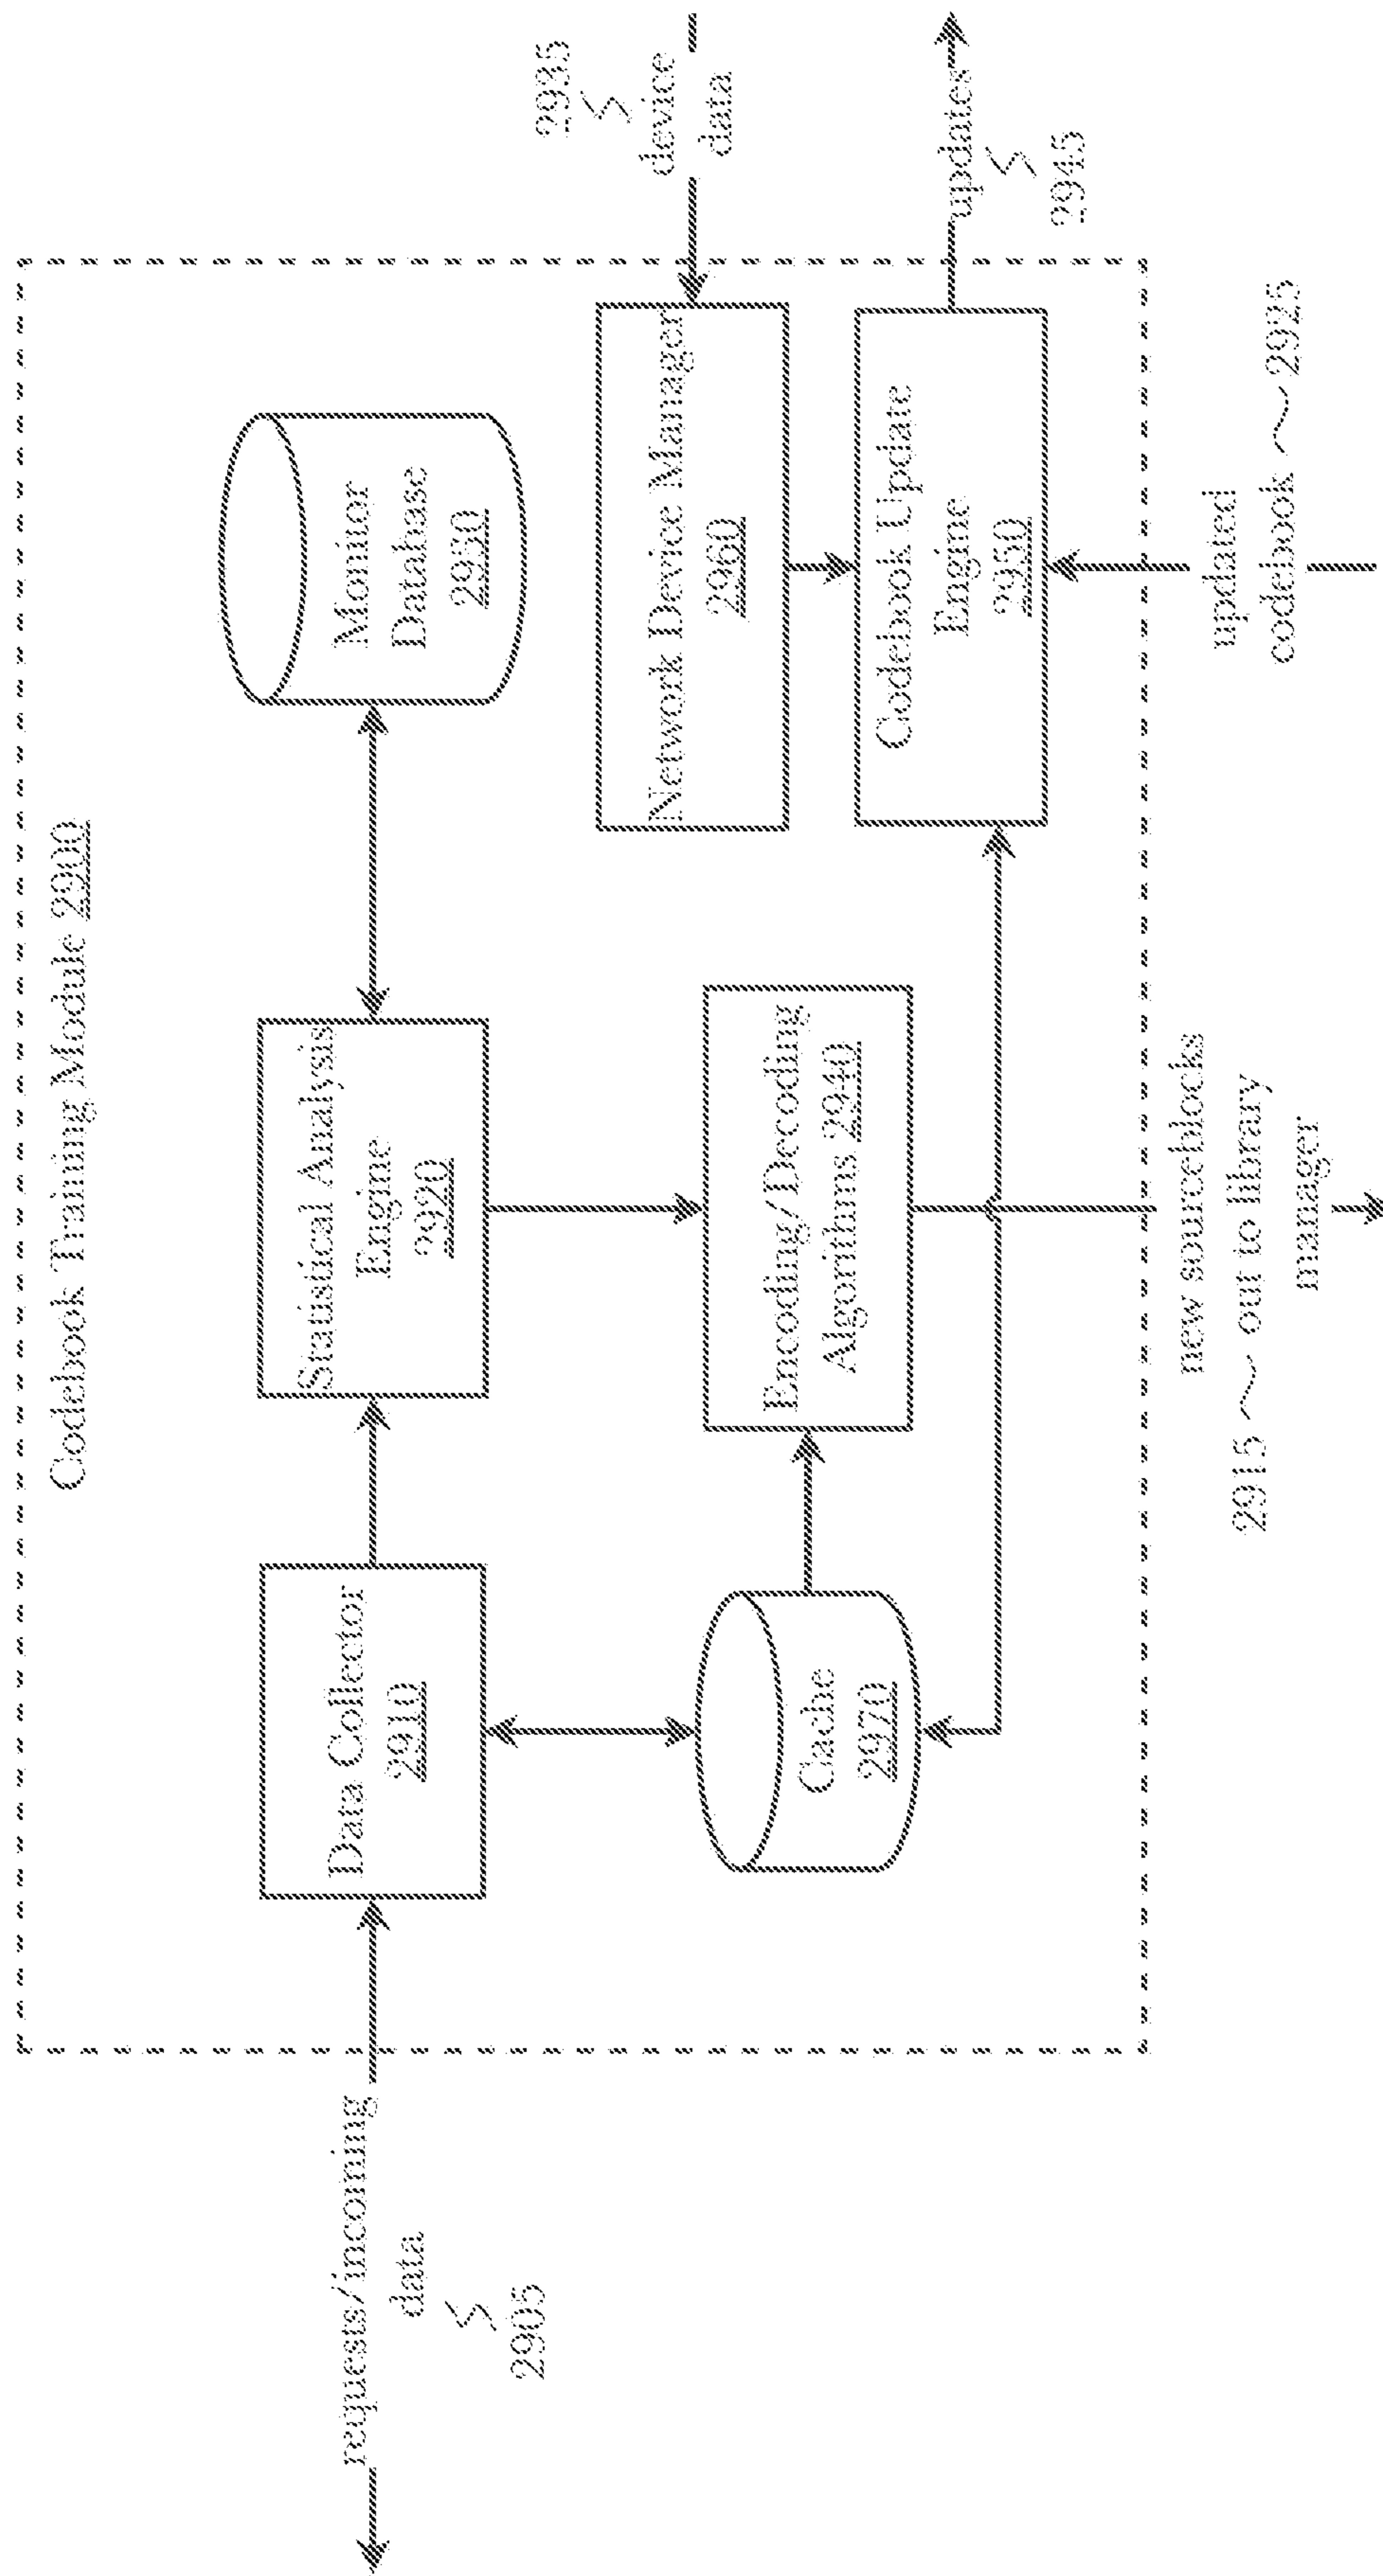 Codebook Training Module 2900
requests/incoming
data
2905
Data Collector
2910
Statistical Analysis
Engine
2920
Monitor
Database
2930
2935
device
data
Network Device Manager
2960
Cache
2970
Encoding/Decoding
Algorithms 2940
Codebook Update
Engine
2950
updates
2945
new sourceblocks
2915 out to library
manager
updated
codebook 2925